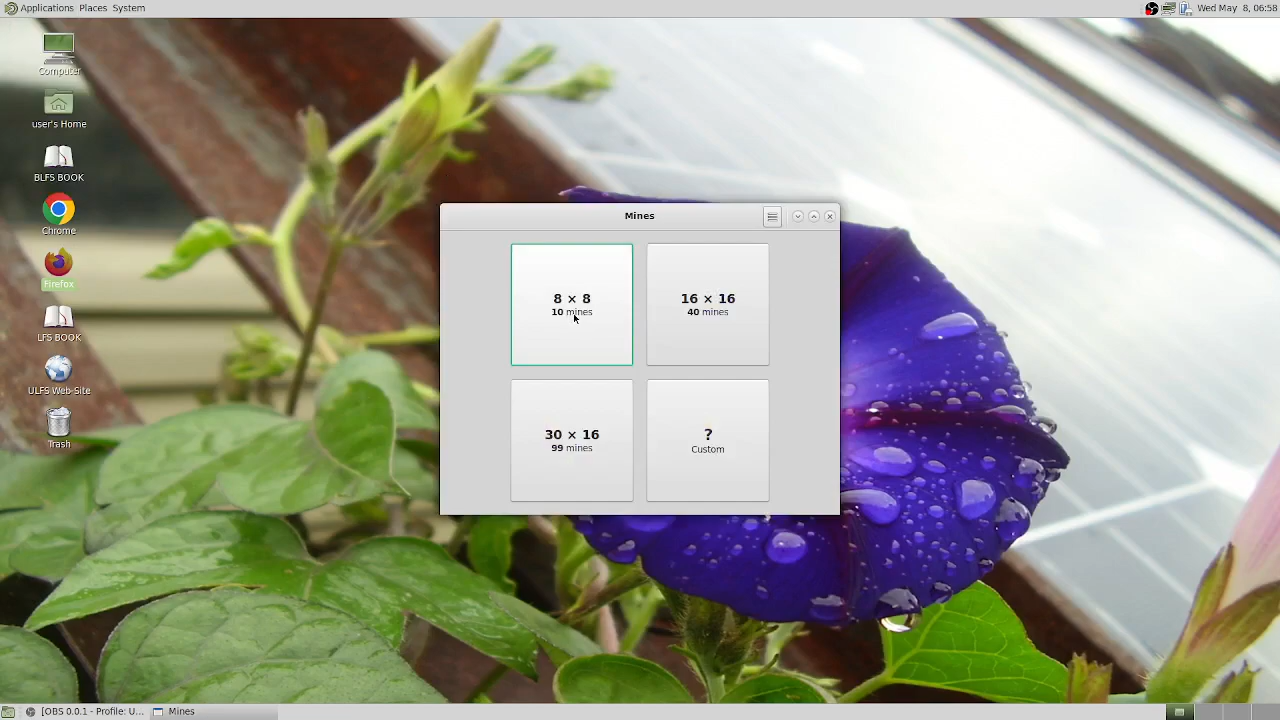 Applications Places System
Wed May  8, 06:58
Computer
user's Home
BLFS BOOK
Chrome
Firefox
LFS BOOK
ULFS Web-Site
Trash
Mines
8 × 8
10 mines
16 × 16
40 mines
30 × 16
99 mines
?
Custom
[OBS 0.0.1 - Profile: U...
Mines